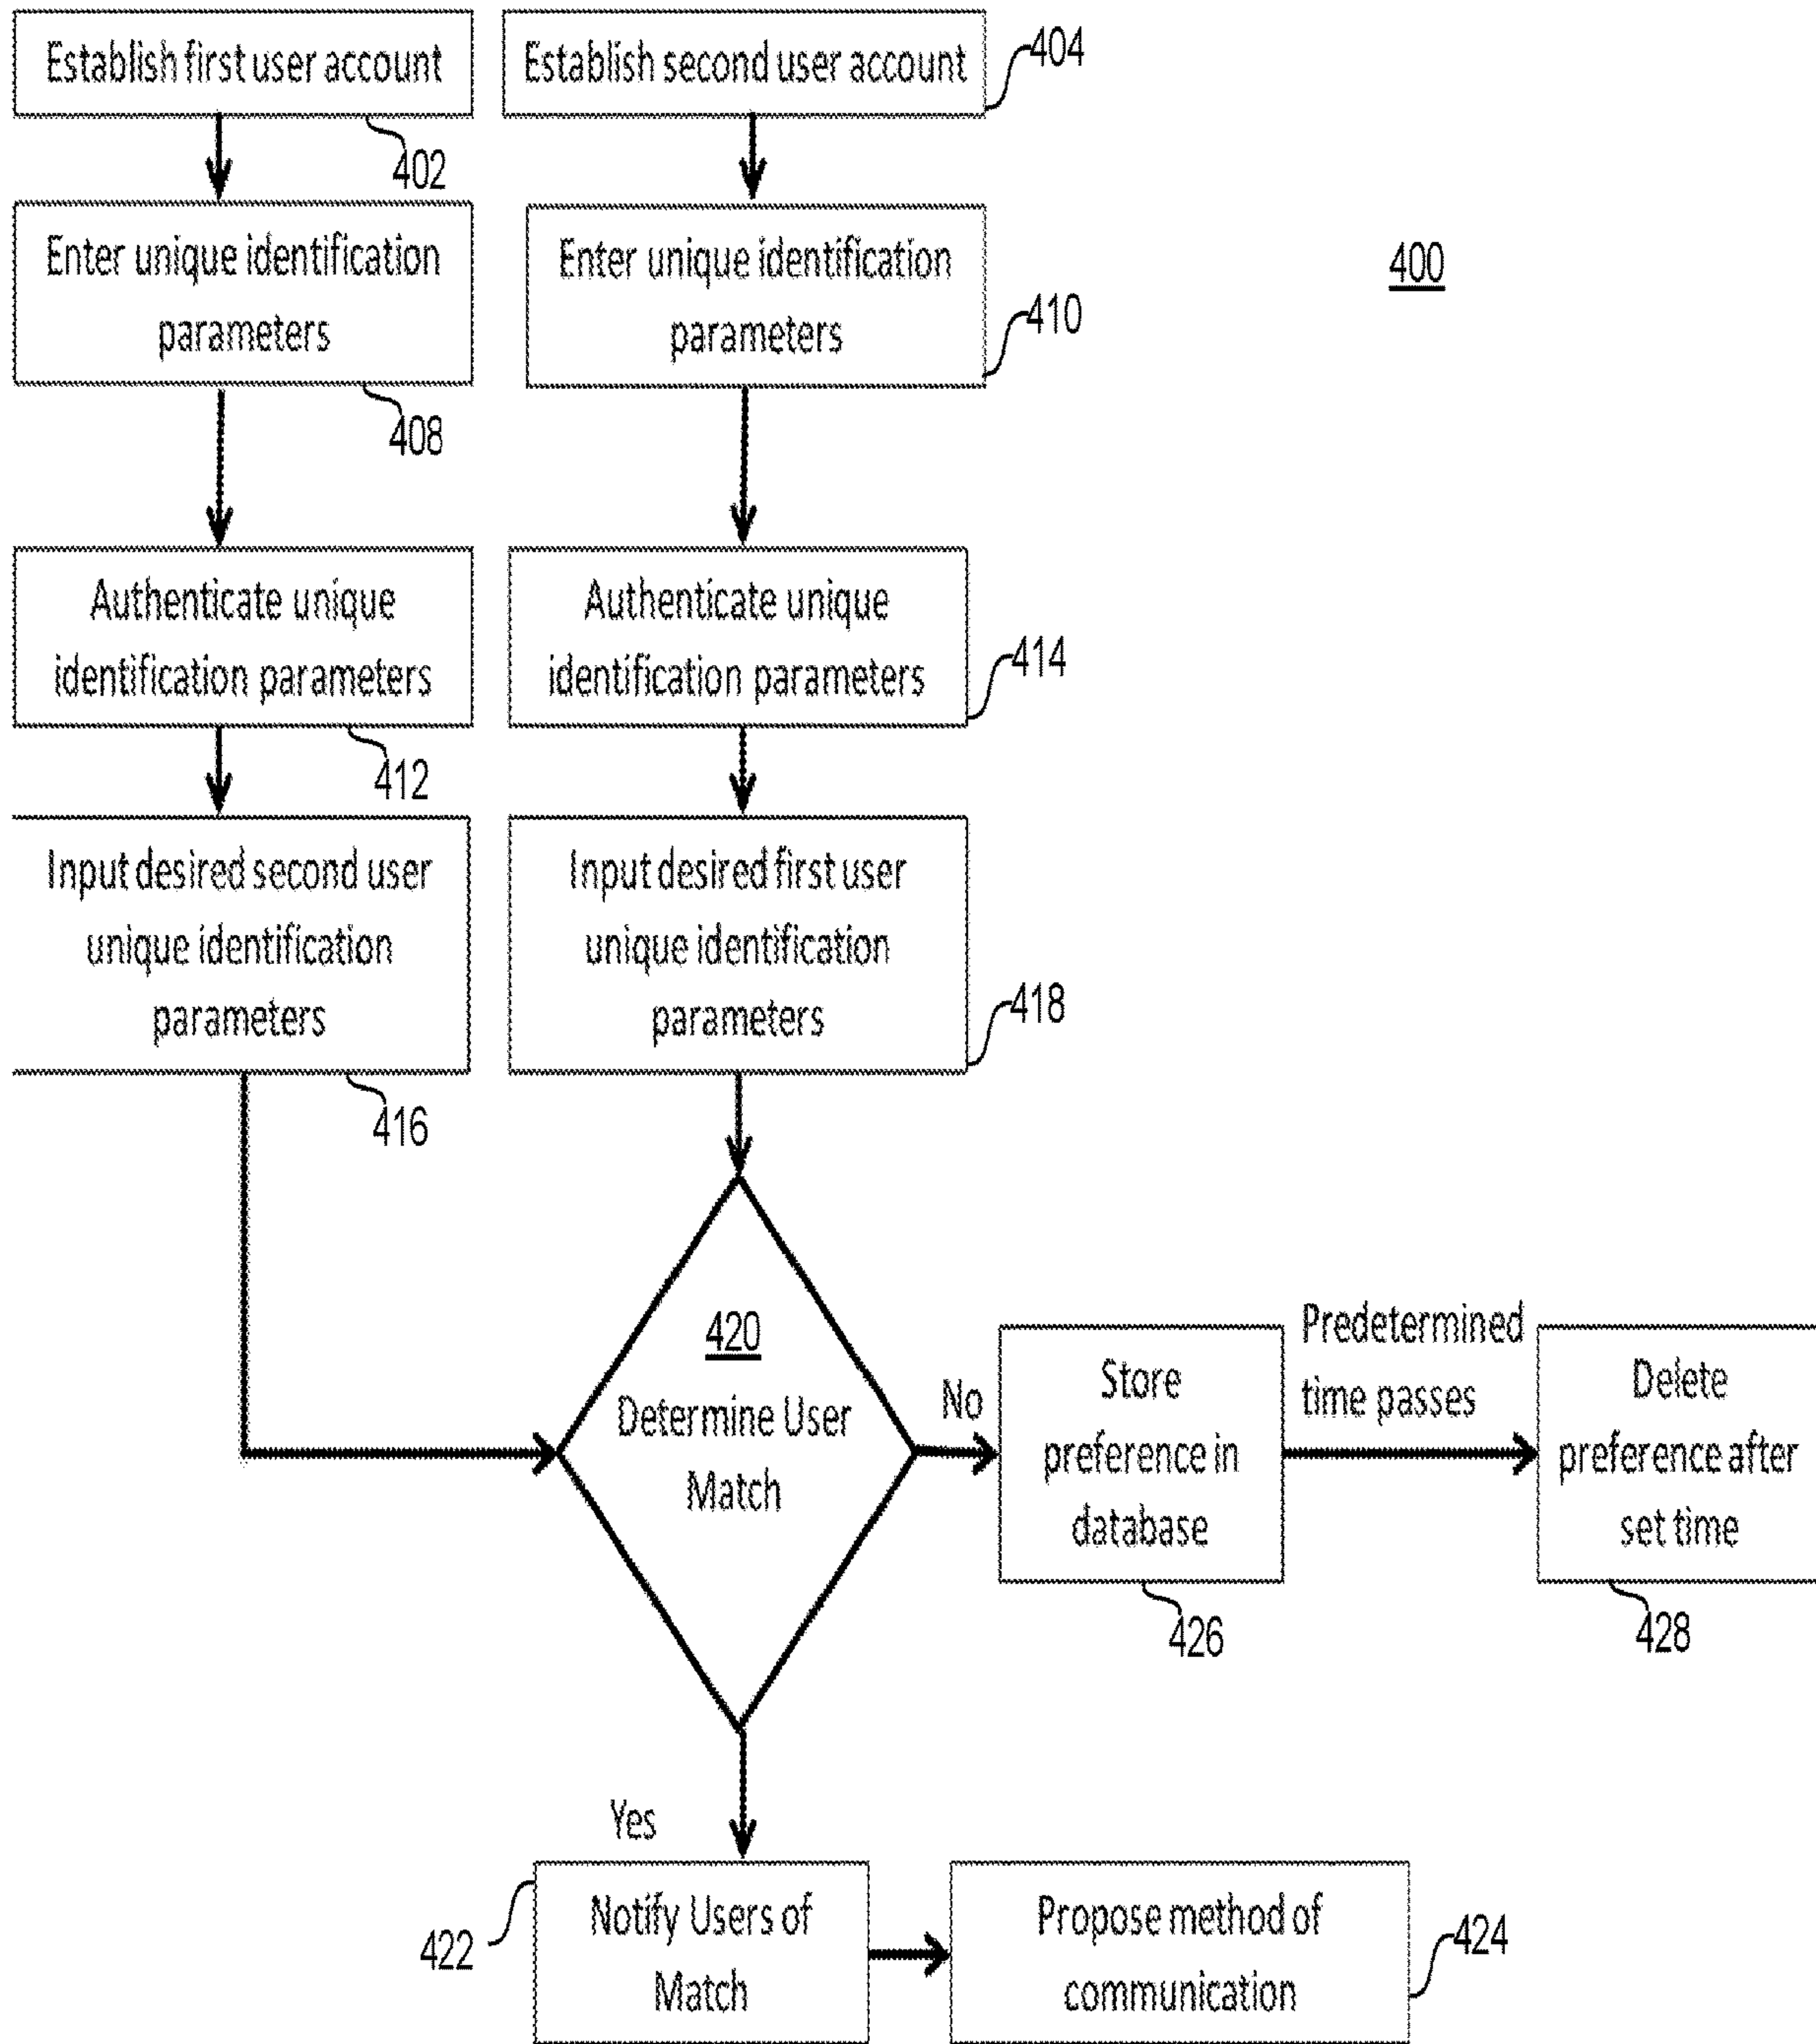 Establish first user account
402
Establish second user account
404
Enter unique identification
parameters
408
Enter unique identification
parameters
410
400
Authenticate unique
identification parameters
412
Authenticate unique
identification parameters
414
Input desired second user
unique identification
parameters
416
Input desired first user
unique identification
parameters
418
420
Determine User
Match
No
Store
preference in
database
426
Predetermined
time passes
Delete
preference after
set time
428
Yes
Notify Users of
Match
422
Propose method of
communication
424